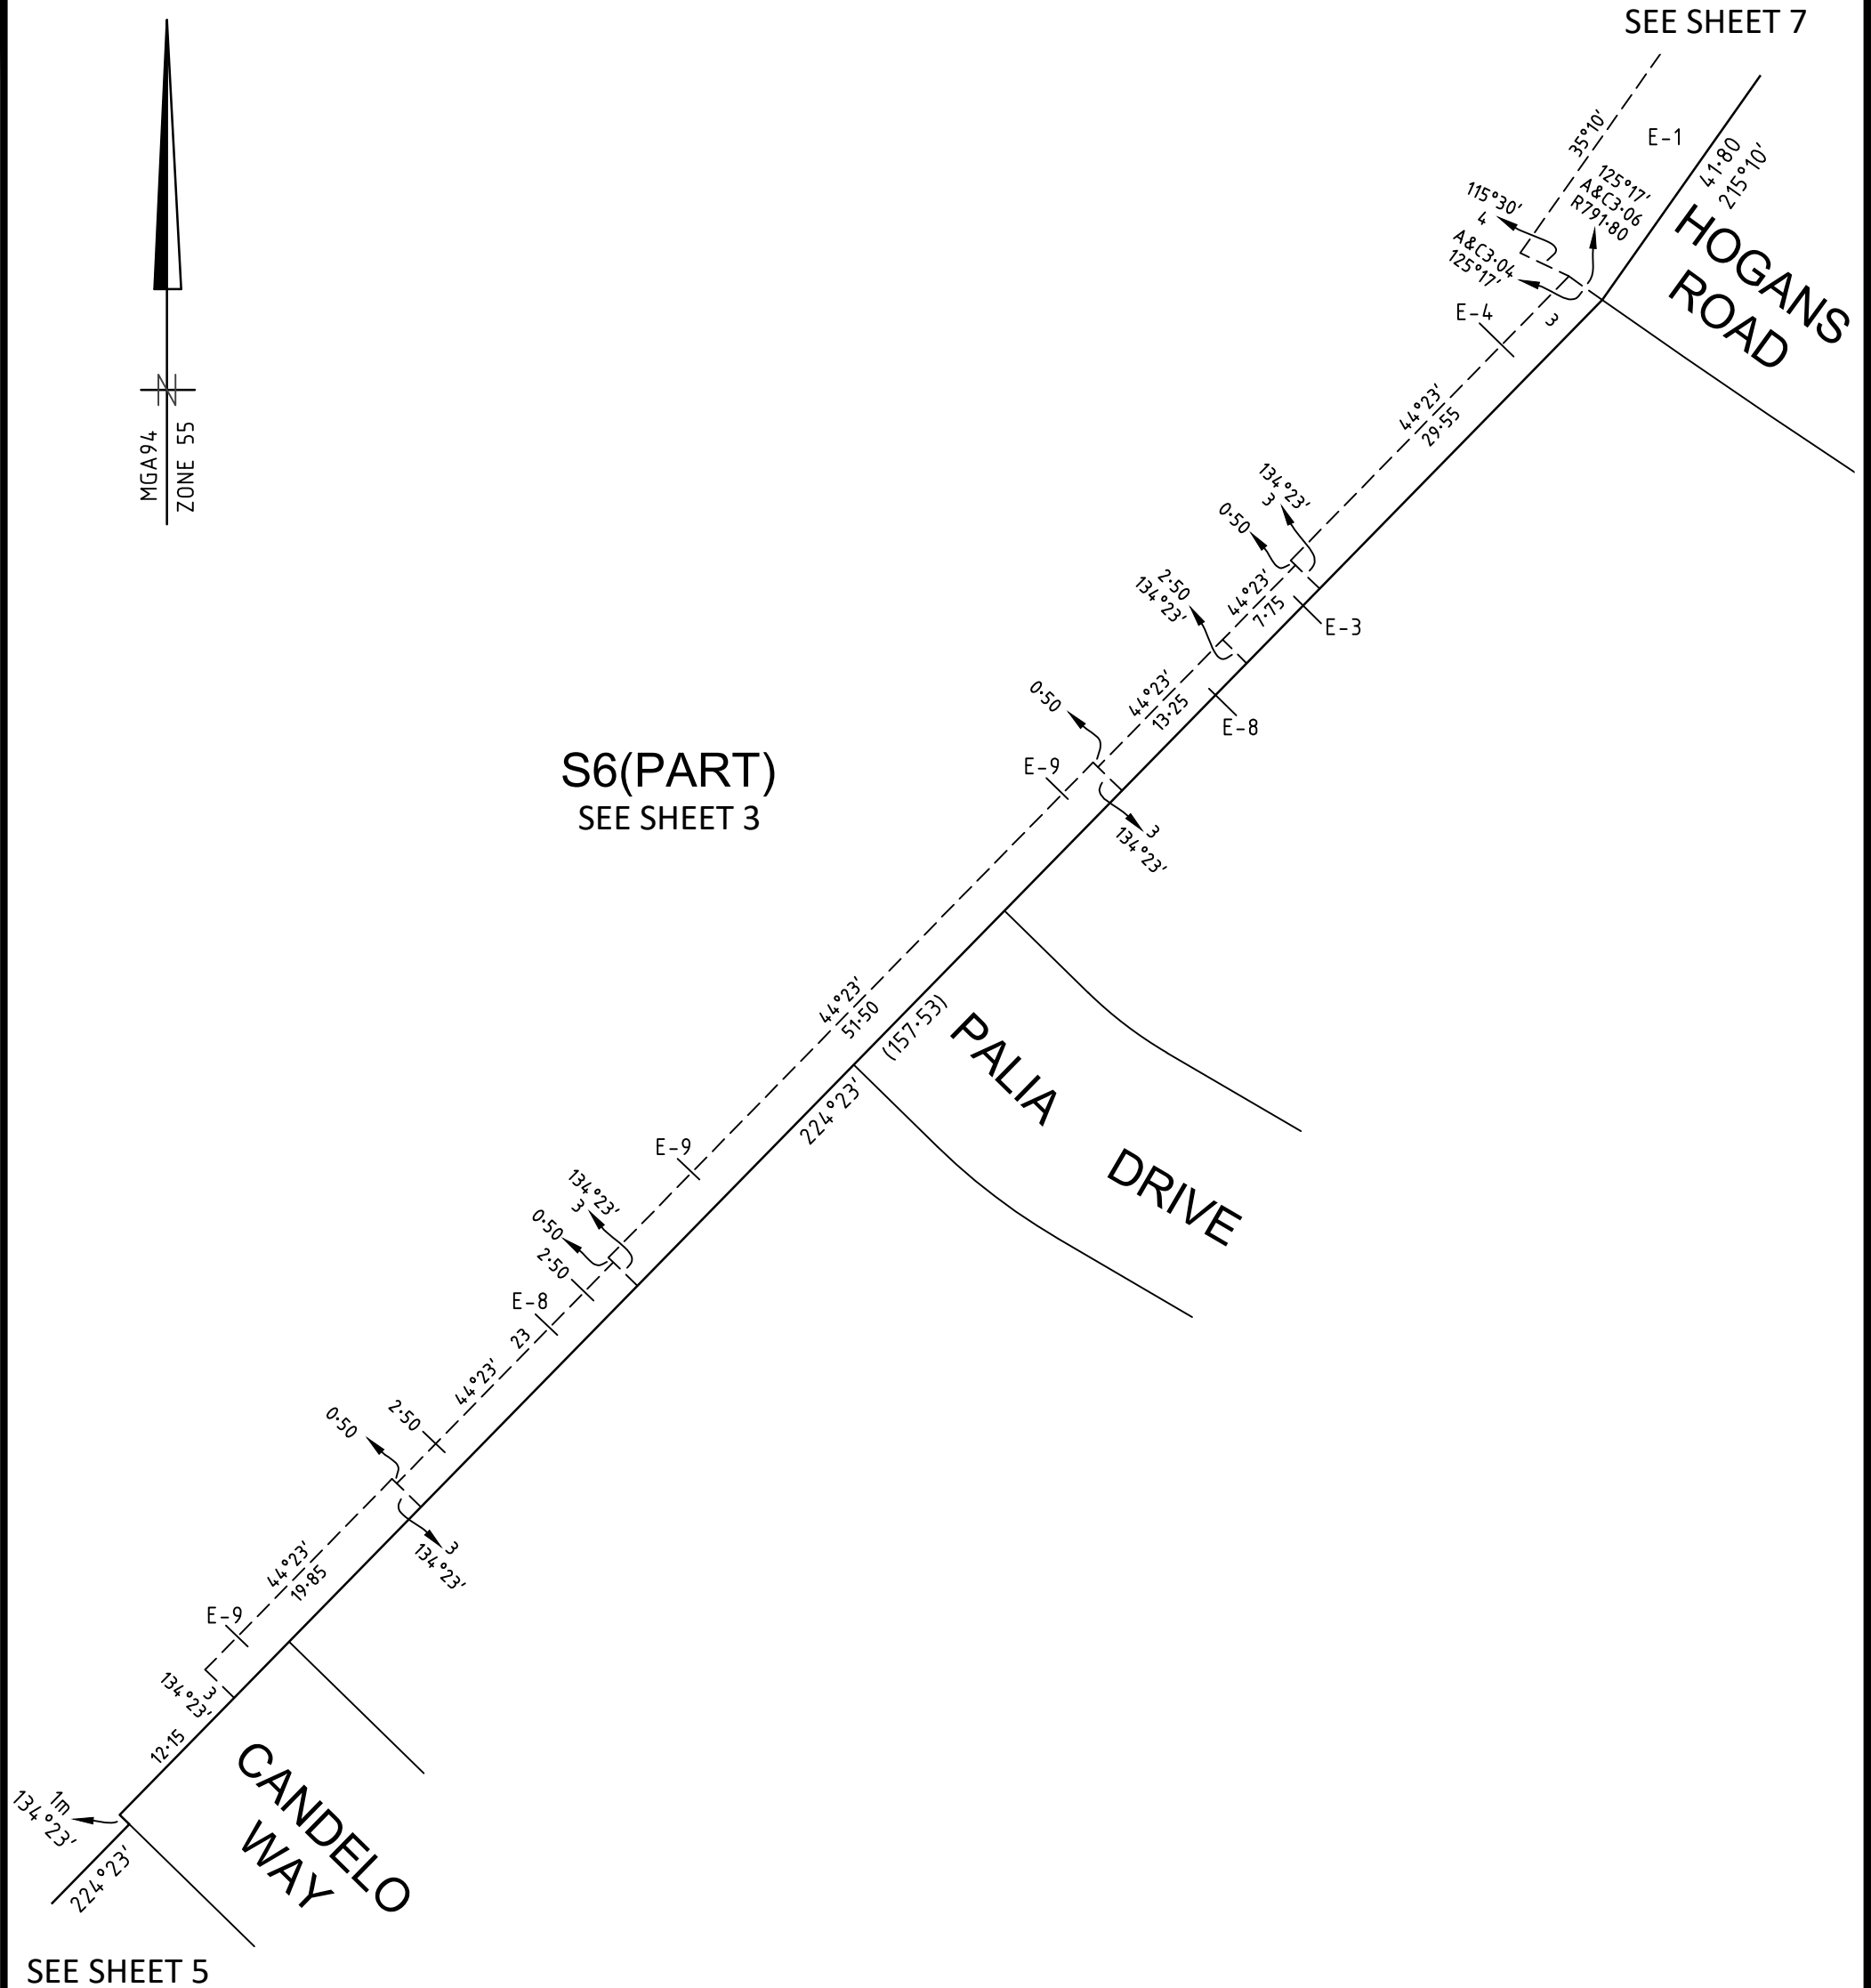 SEE SHEET 7
MGA94
ZONE 55
N
35°10'
E-1
41·80
215°10'
HOGANS
ROAD
125°17'
A&C3·06
R791·80
115°30'
4
A&C3·04
125°17'
E-4
3
44°23'
29·55
134°23'
3
0·50
44°23'
7·75
E-3
2·50
134°23'
44°23'
13·25
E-8
0·50
E-9
3
134°23'
S6(PART)
SEE SHEET 3
44°23'
51·50
(157·53)
224°23'
PALIA
DRIVE
E-9
134°23'
3
0·50
2·50
E-8
23
44°23'
2·50
0·50
3
134°23'
44°23'
19·85
E-9
3
134°23'
12·15
CANDELO
WAY
1m
134°23'
224°23'
SEE SHEET 5